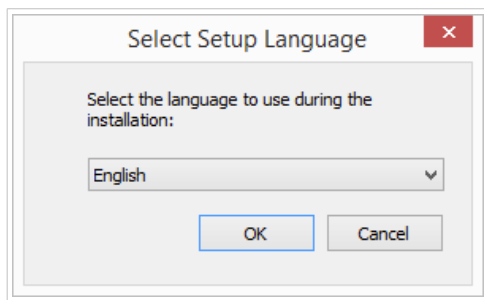 Select Setup Language
Select the language to use during the
installation:
English
OK
Cancel